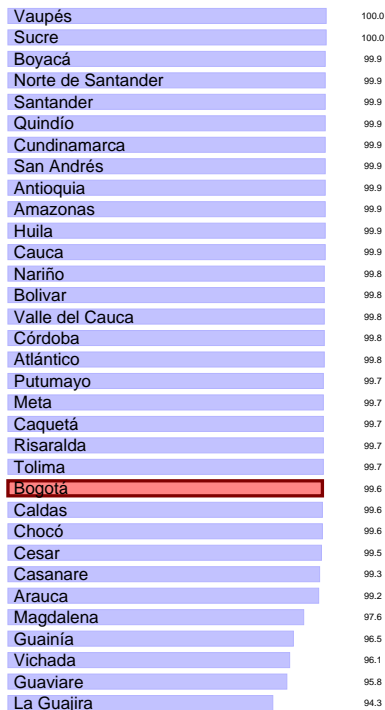 Vaupés 100.0
Sucre 100.0
Boyacá 99.9
Norte de Santander 99.9
Santander 99.9
Quindío 99.9
Cundinamarca 99.9
San Andrés 99.9
Antioquia 99.9
Amazonas 99.9
Huila 99.9
Cauca 99.9
Nariño 99.8
Bolivar 99.8
Valle del Cauca 99.8
Córdoba 99.8
Atlántico 99.8
Putumayo 99.7
Meta 99.7
Caquetá 99.7
Risaralda 99.7
Tolima 99.7
Bogotá 99.6
Caldas 99.6
Chocó 99.6
Cesar 99.5
Casanare 99.3
Arauca 99.2
Magdalena 97.6
Guainía 96.5
Vichada 96.1
Guaviare 95.8
La Guajira 94.3